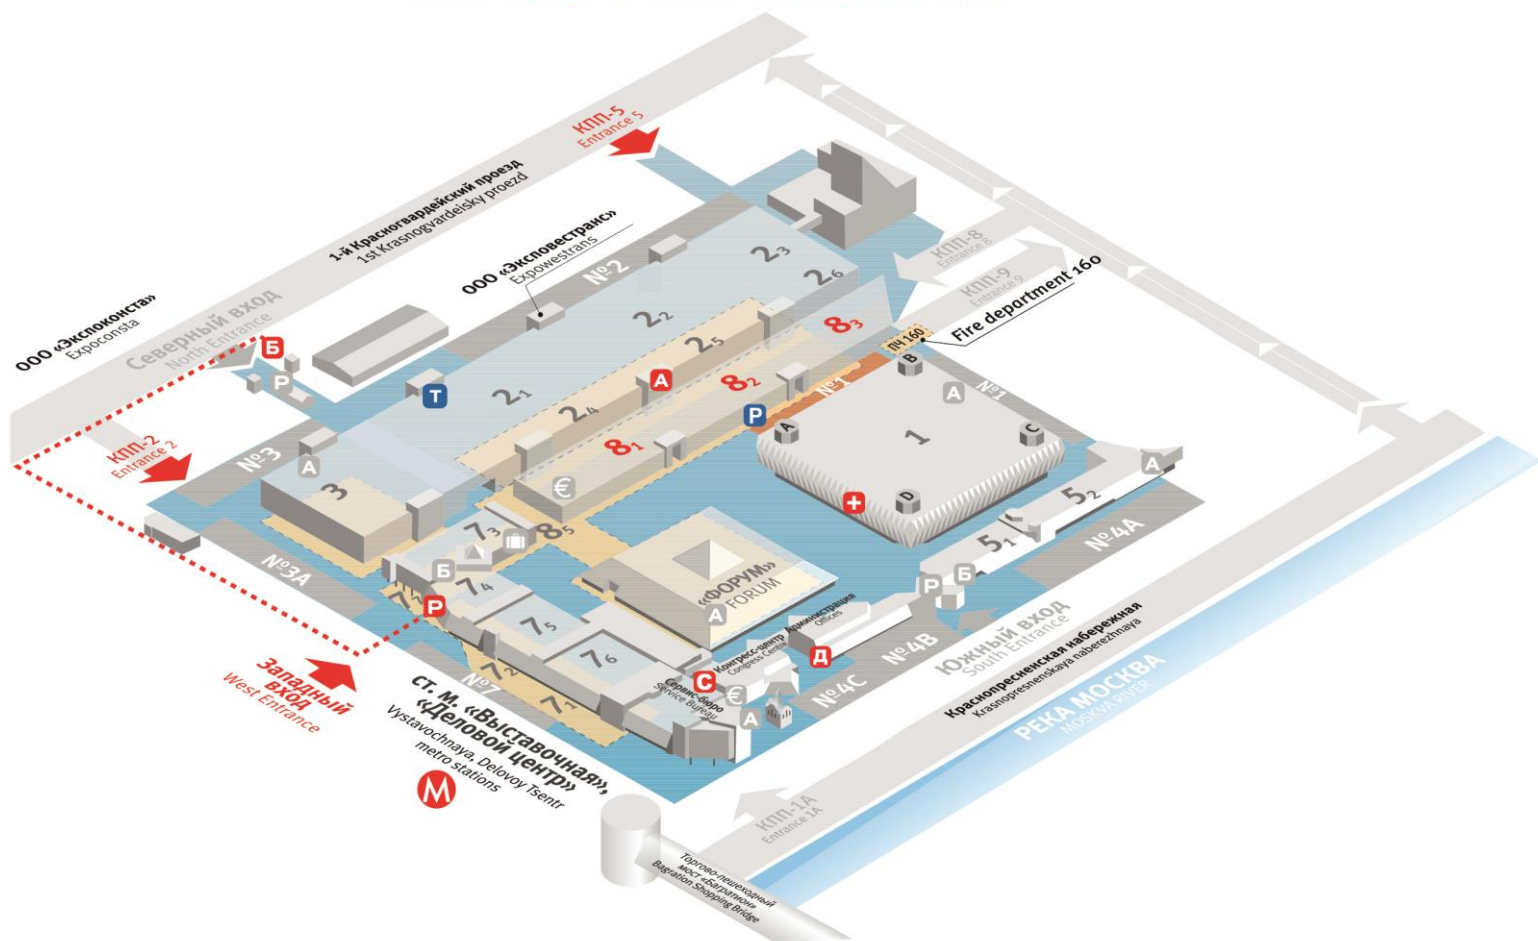 КПП-5
Entrance 5
1-й Красногвардейский проезд
1st Krasnogvardeisky proezd
ООО «Эксповестранс»
Expowestrans
ООО «Экспоконста»
Expoconsta
Северный вход
North Entrance
Б
Р
КПП-2
Entrance 2
№2
2₃
2₆
2₂
2₅
2₁
2₄
Т
А
8₃
8₂
8₁
Р
КПП-8
Entrance 8
КПП-9
Entrance 9
Fire department 160
ПЧ 160
№1
№1
B
A
C
D
А
1
№3
А
3
€
7₃
8₅
№3А
Б
7₄
Р
7₅
7₆
7₂
7₁
№7
«ФОРУМ»
FORUM
А
5₂
А
5₁
№4А
Р
Б
Администрация
Offices
Конгресс-центр
Congress Centre
Сервис-бюро
Service Bureau
Д
С
€
А
№4В
№4С
Южный вход
South Entrance
Краснопресненская набережная
Krasnopresnenskaya naberezhnaya
РЕКА МОСКВА
MOSKVA RIVER
Западный
вход
West Entrance
ст. м. «Выставочная»,
«Деловой центр»
Vystavochnaya, Delovoy Tsentr
metro stations
М
КПП-1А
Entrance 1A
Торгово-пешеходный
мост «Багратион»
Bagration Shopping Bridge